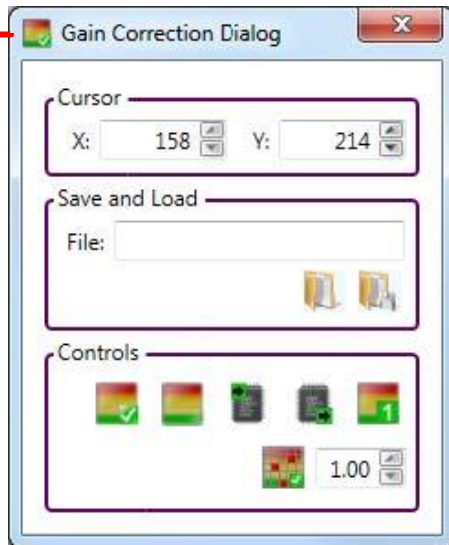 Gain Correction Dialog
Cursor
X: 158 Y: 214
Save and Load
File:
Controls
1
1.00